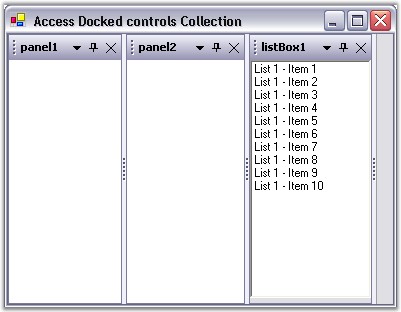 Access Docked controls Collection
panel1
panel2
listBox1
List 1 - Item 1
List 1 - Item 2
List 1 - Item 3
List 1 - Item 4
List 1 - Item 5
List 1 - Item 6
List 1 - Item 7
List 1 - Item 8
List 1 - Item 9
List 1 - Item 10